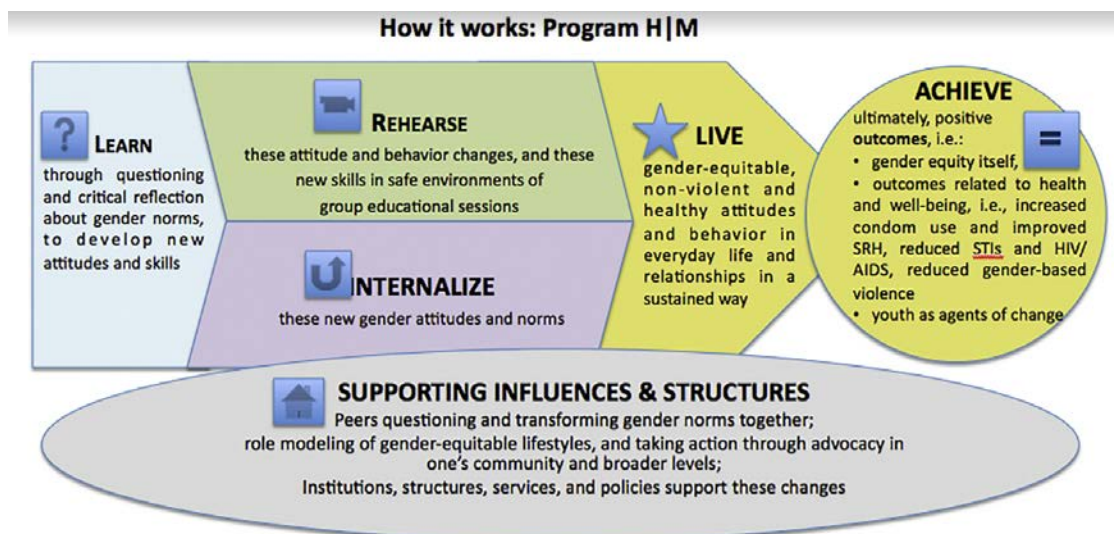 How it works: Program H|M
LEARN
through questioning
and critical reflection
about gender norms,
to develop new
attitudes and skills
REHEARSE
these attitude and behavior changes, and these
new skills in safe environments of
group educational sessions
INTERNALIZE
these new gender attitudes and norms
LIVE
gender-equitable,
non-violent and
healthy attitudes
and behavior in
everyday life and
relationships in a
sustained way
ACHIEVE
ultimately, positive
outcomes, i.e.:
• gender equity itself,
• outcomes related to health
and well-being, i.e., increased
condom use and improved
SRH, reduced STIs and HIV/
AIDS, reduced gender-based
violence
• youth as agents of change
SUPPORTING INFLUENCES & STRUCTURES
Peers questioning and transforming gender norms together;
role modeling of gender-equitable lifestyles, and taking action through advocacy in
one's community and broader levels;
Institutions, structures, services, and policies support these changes